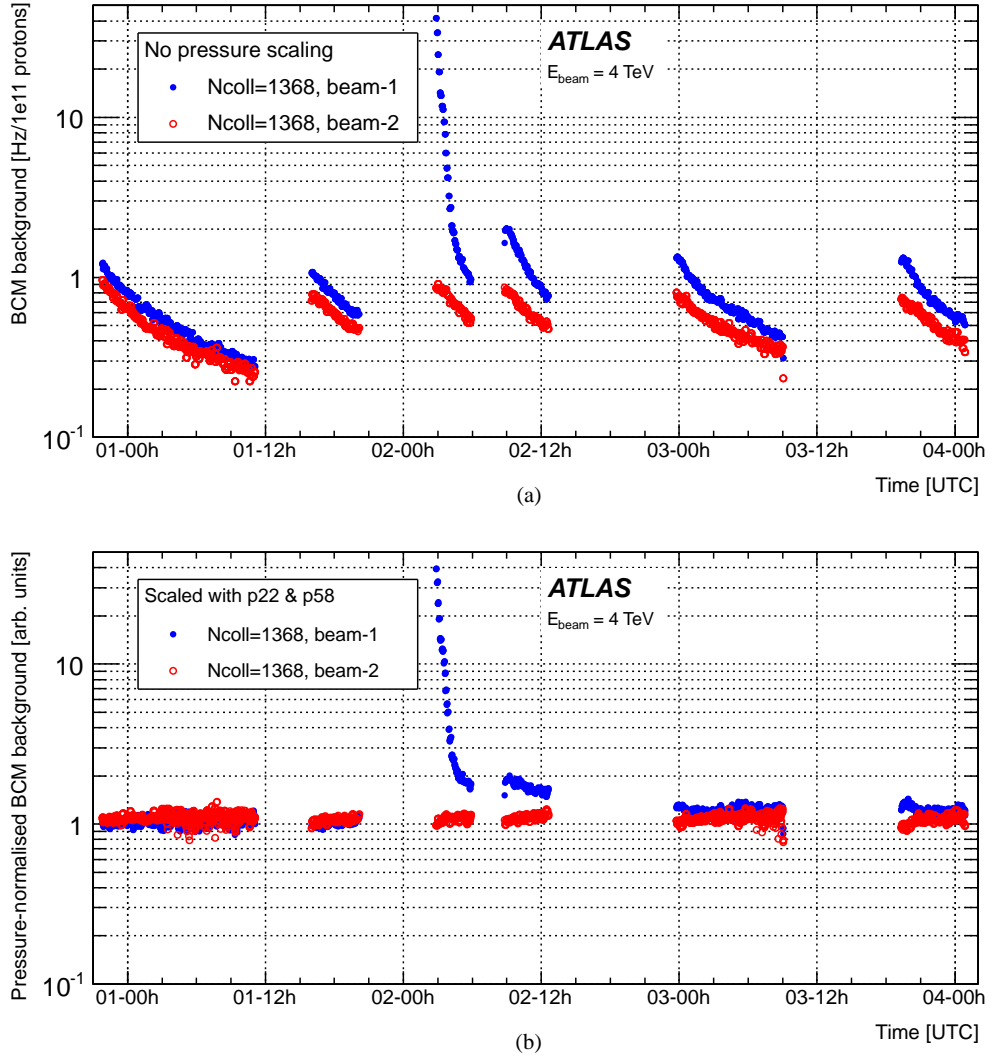 BCM background [Hz/1e11 protons]
10
1
10-1
No pressure scaling
Ncoll=1368, beam-1
Ncoll=1368, beam-2
ATLAS
Ebeam = 4 TeV
01-00h 01-12h 02-00h 02-12h 03-00h 03-12h 04-00h
Time [UTC]
(a)
Pressure-normalised BCM background [arb. units]
10
1
10-1
Scaled with p22 & p58
Ncoll=1368, beam-1
Ncoll=1368, beam-2
ATLAS
Ebeam = 4 TeV
01-00h 01-12h 02-00h 02-12h 03-00h 03-12h 04-00h
Time [UTC]
(b)